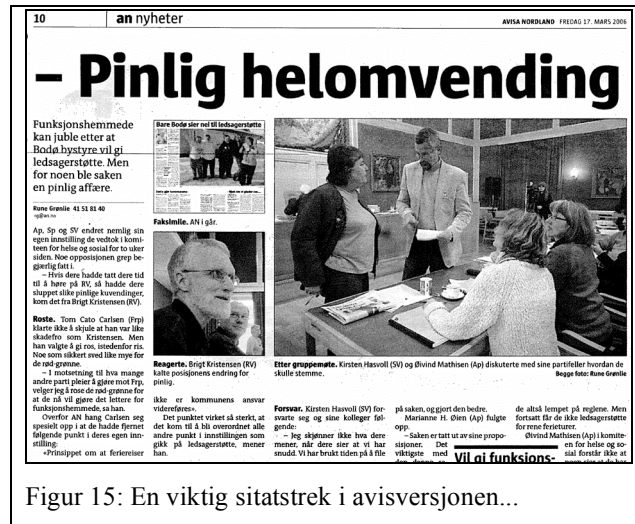 10
an nyheter
AVISA NORDLAND FREDAG 17. MARS 2006
– Pinlig helomvending
Funksjonshemmede
kan juble etter at
Bodø bystyre vil gi
ledsagerstøtte. Men
for noen ble saken
en pinlig affære.
Rune Grønlie 41 51 81 40
Ap, Sp og SV endret nemlig sin
egen innstilling de vedtok i komi-
teen for helse og sosial for to uker
siden. Noe opposisjonen grep be-
gjærlig fatt i.
– Hvis dere hadde tatt dere tid
til å høre på RV, så hadde dere
sluppet slike pinlige kuvendinger,
kom det fra Brigt Kristensen (RV).
Roste. Tom Cato Carlsen (Frp)
klarte ikke å skjule at han var like
skadefro som Kristensen. Men
han valgte å gi ros, istedenfor ris.
Noe som sikkert sved like mye for
de rød-grønne.
– I motsetning til hva mange
andre parti pleier å gjøre mot Frp,
velger jeg å rose de rød-grønne for
at de nå vil gjøre det lettere for
funksjonshemmede, sa han.
Overfor AN hang Carlsen seg
spesielt opp i at de hadde fjernet
følgende punkt i deres egen inn-
stilling:
«Prinsippet om at feriereiser
Bare Bodø sier nei til ledsagerstøtte
Faksimile. AN i går.
Reagerte. Brigt Kristensen (RV)
kalte posisjonens endring for
pinlig.
ikke er kommunens ansvar
videreføres».
Det punktet virket så sterkt, at
det kom til å bli overordnet alle
andre punkt i innstillingen som
gikk på ledsagerstøtte, mener
han.
Etter gruppemøte. Kirsten Hasvoll (SV) og Øivind Mathisen (Ap) diskuterte med sine partifeller hvordan de
skulle stemme.
Begge foto: Rune Grønlie
Forsvar. Kirsten Hasvoll (SV) for-
svarte seg og sine kolleger føl-
gende:
– Jeg skjønner ikke hva dere
mener, når dere sier at vi har
snudd. Vi har brukt tiden på å file
på saken, og gjort den bedre.
Marianne H. Øien (Ap) fulgte
opp.
– Saken er tatt ut av sine propo-
sjoner. Det
viktigste med
Vil gi funksjons-
de altså lempet på reglene. Men
fortsatt får de ikke ledsagerstøtte
for rene ferieturer.
Øivind Mathisen (Ap) i komite-
en for helse og so-
sial forstår ikke at
Figur 15: En viktig sitatstrek i avisversjonen...